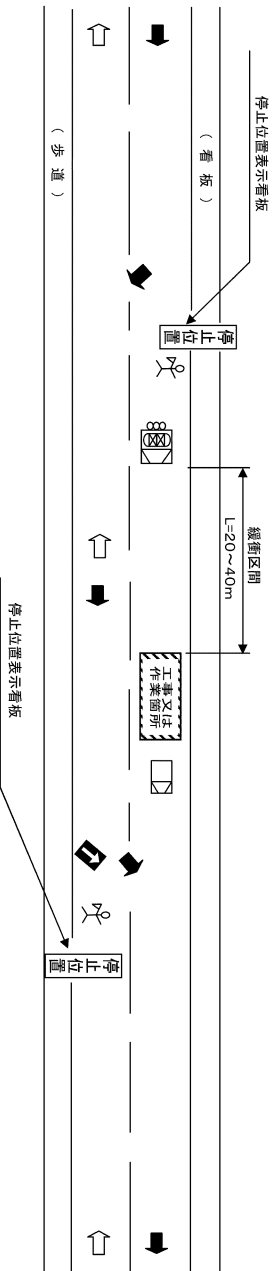 停止位置表示看板
（看板）
停止位置
緩衝区間
L=20～40m
工事又は
作業箇所
（歩道）
停止位置
停止位置表示看板